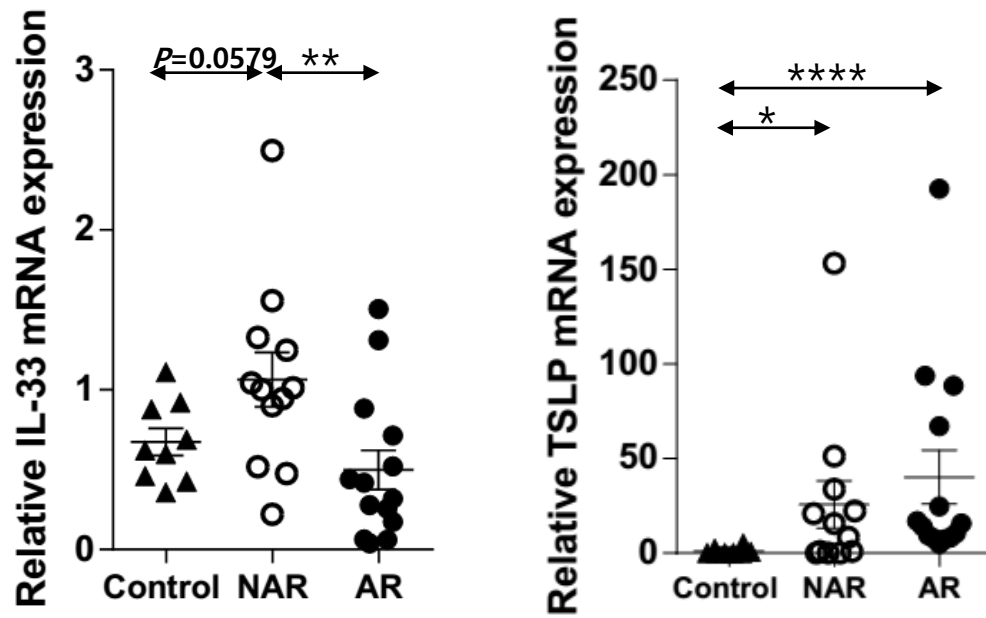 Relative IL-33 mRNA expression
P=0.0579
**
3
2
1
0
Control NAR AR
Relative TSLP mRNA expression
****
*
250
200
150
100
50
0
Control NAR AR